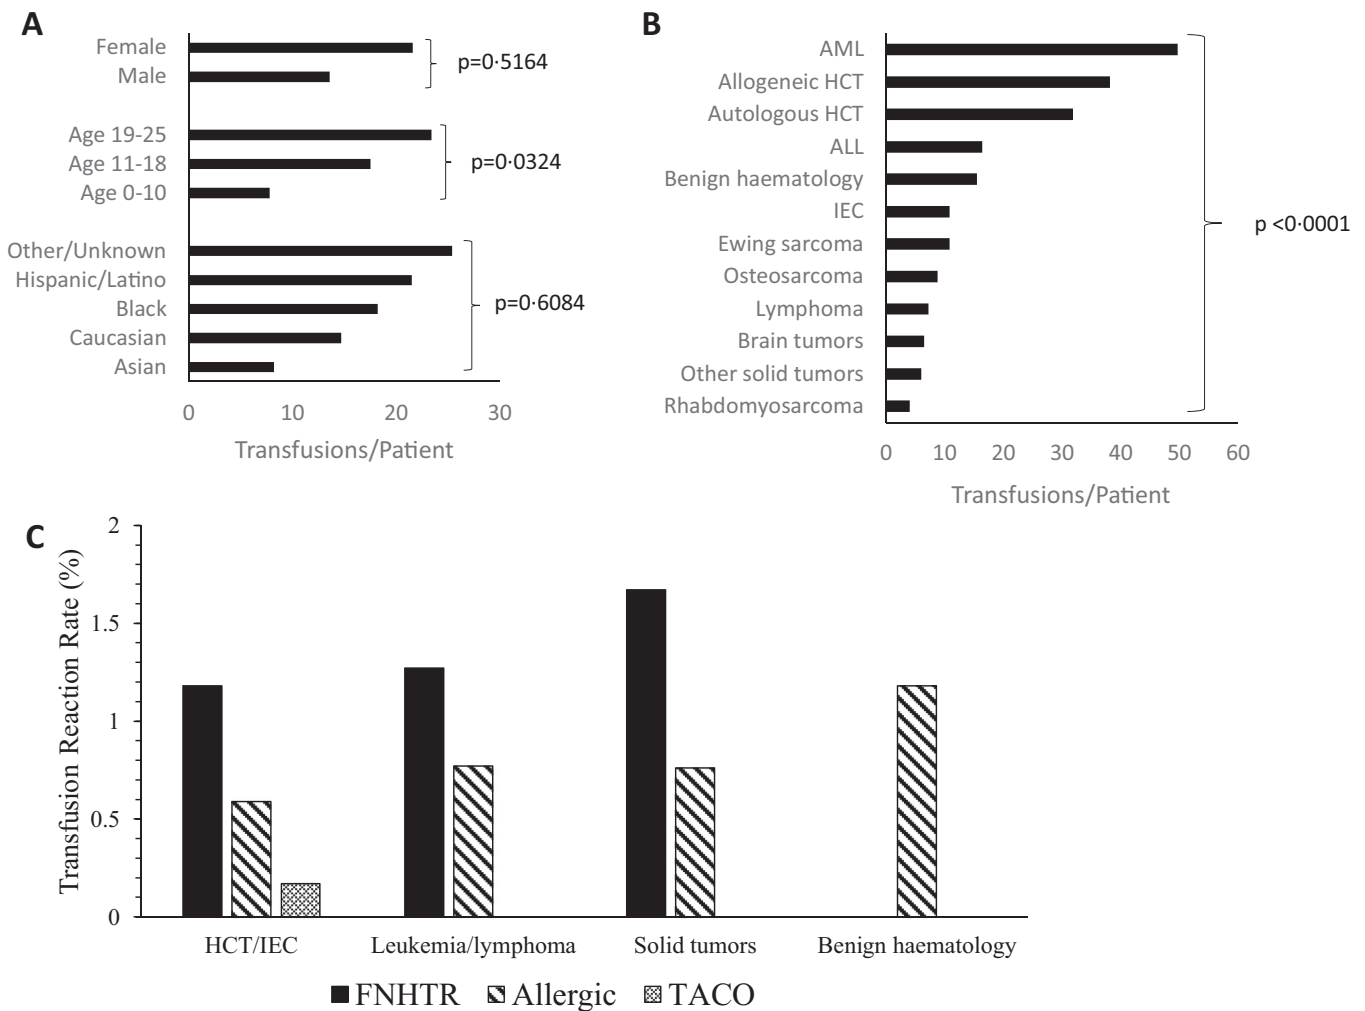 A
Female
Male
p=0·5164
Age 19-25
Age 11-18
Age 0-10
p=0·0324
Other/Unknown
Hispanic/Latino
Black
Caucasian
Asian
p=0·6084
0 10 20 30
Transfusions/Patient
B
AML
Allogeneic HCT
Autologous HCT
ALL
Benign haematology
IEC
Ewing sarcoma
Osteosarcoma
Lymphoma
Brain tumors
Other solid tumors
Rhabdomyosarcoma
p <0·0001
0 10 20 30 40 50 60
Transfusions/Patient
C
Transfusion Reaction Rate (%)
2
1.5
1
0.5
0
HCT/IEC Leukemia/lymphoma Solid tumors Benign haematology
FNHTR Allergic TACO